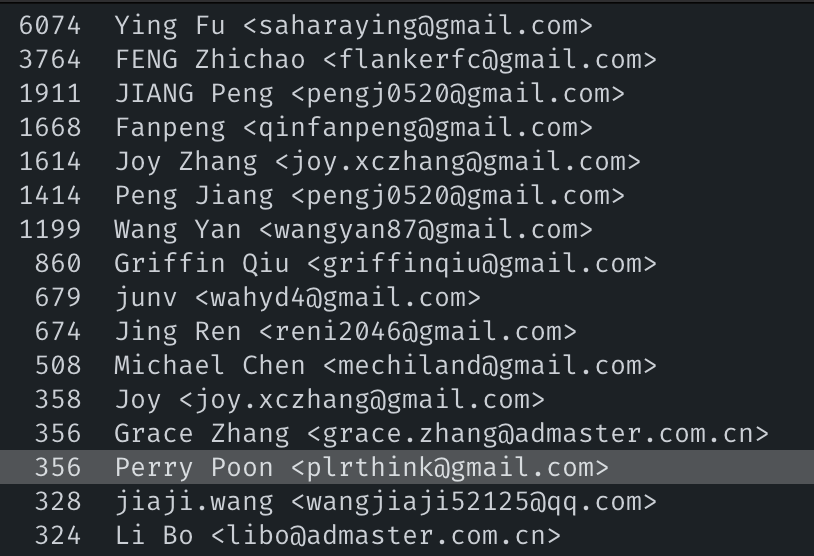 6074 Ying Fu <saharaying@gmail.com>
3764 FENG Zhichao <flankerfc@gmail.com>
1911 JIANG Peng <pengj0520@gmail.com>
1668 Fanpeng <qinfanpeng@gmail.com>
1614 Joy Zhang <joy.xczhang@gmail.com>
1414 Peng Jiang <pengj0520@gmail.com>
1199 Wang Yan <wangyan87@gmail.com>
860 Griffin Qiu <griffinqiu@gmail.com>
679 junv <wahyd4@gmail.com>
674 Jing Ren <reni2046@gmail.com>
508 Michael Chen <mechiland@gmail.com>
358 Joy <joy.xczhang@gmail.com>
356 Grace Zhang <grace.zhang@admaster.com.cn>
356 Perry Poon <plrthink@gmail.com>
328 jiaji.wang <wangjiaji52125@qq.com>
324 Li Bo <libo@admaster.com.cn>